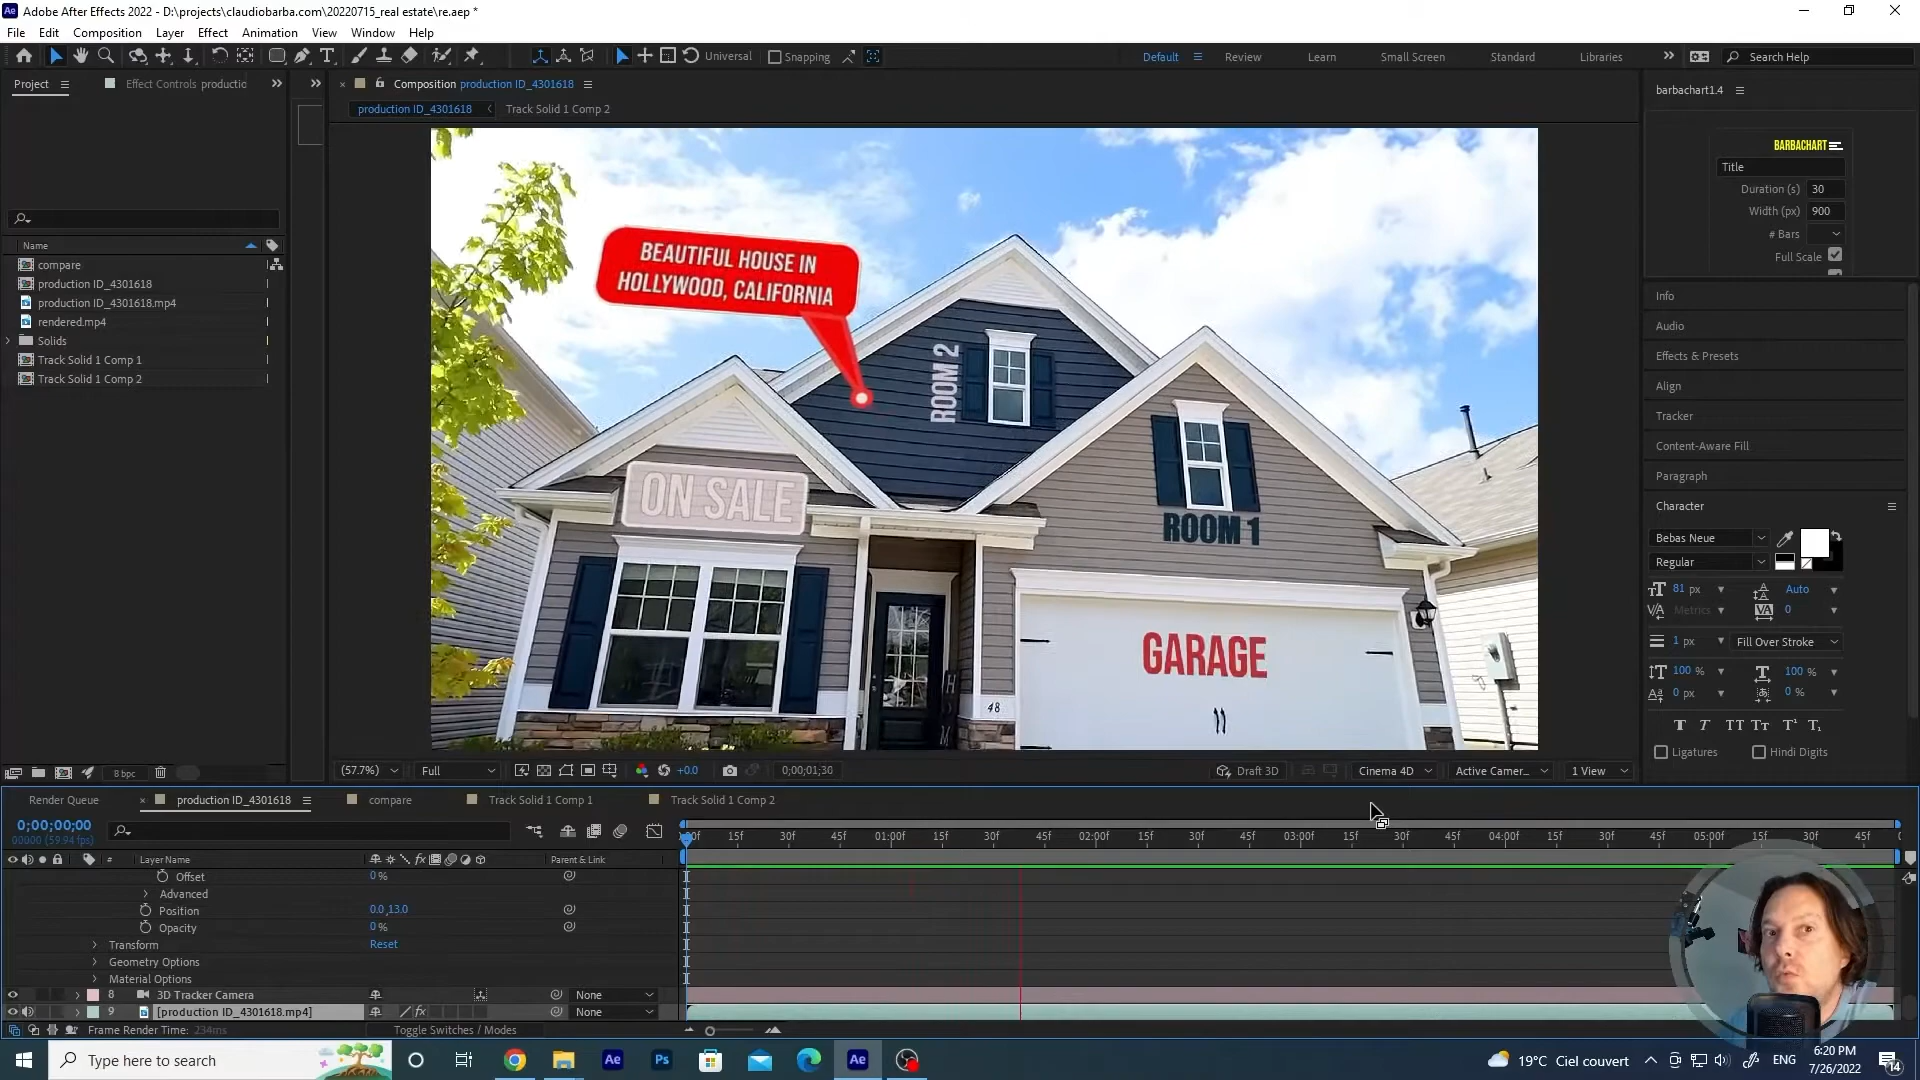 Adobe After Effects 2022 - D:\projects\claudiobarba.com\20220715_real estate\re.aep *
File Edit Composition Layer Effect Animation View Window Help
Universal Snapping Default Review Learn Small Screen Standard Libraries Search Help
Project Effect Controls productic
Composition production ID_4301618
production ID_4301618 Track Solid 1 Comp 2
barbachart1.4
BARBACHART
Title
Duration (s) 30
Width (px) 900
# Bars
Full Scale
Name
compare
production ID_4301618
production ID_4301618.mp4
rendered.mp4
Solids
Track Solid 1 Comp 1
Track Solid 1 Comp 2
BEAUTIFUL HOUSE IN
HOLLYWOOD, CALIFORNIA
ROOM 2
ON SALE
ROOM 1
GARAGE
48
Info
Audio
Effects & Presets
Align
Tracker
Content-Aware Fill
Paragraph
Character
Bebas Neue
Regular
81 px Auto
Metrics 0
1 px Fill Over Stroke
100 % 100 %
0 px 0 %
Ligatures Hindi Digits
8 bpc
(57.7%) Full +0.0 0;00;01;30 Draft 3D Cinema 4D Active Camer... 1 View
Render Queue production ID_4301618 compare Track Solid 1 Comp 1 Track Solid 1 Comp 2
0;00;00;00
00000 (59.94 fps)
:00f 15f 30f 45f 01:00f 15f 30f 45f 02:00f 15f 30f 45f 03:00f 15f 30f 45f 04:00f 15f 30f 45f 05:00f 15f 30f 45f
# Layer Name Parent & Link
Offset 0 %
Advanced
Position 0.0,13.0
Opacity 0 %
Transform Reset
Geometry Options
Material Options
8 3D Tracker Camera None
9 [production ID_4301618.mp4] None
Frame Render Time: 234ms Toggle Switches / Modes
Type here to search
19°C Ciel couvert ENG
6:20 PM
7/26/2022
14